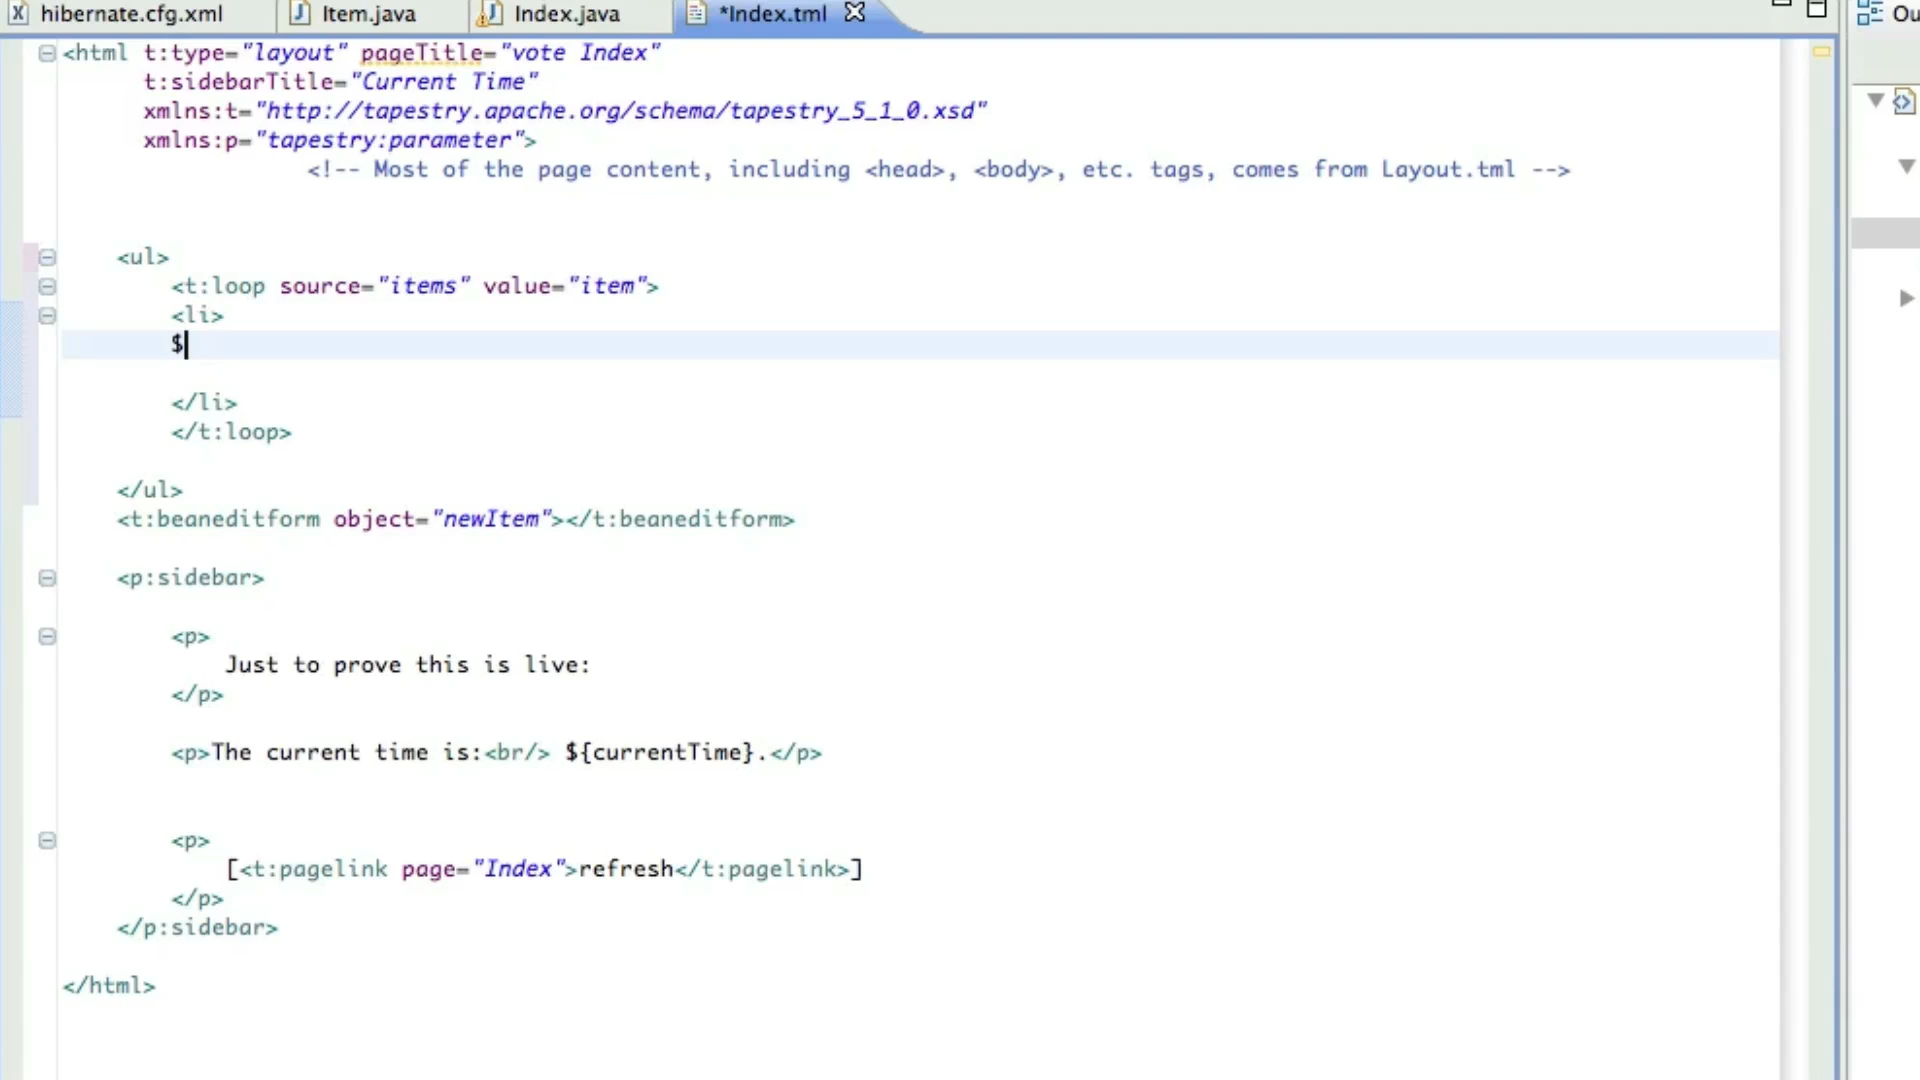 hibernate.cfg.xml Item.java Index.java *Index.tml Ou
<html t:type="layout" pageTitle="vote Index"
t:sidebarTitle="Current Time"
xmlns:t="http://tapestry.apache.org/schema/tapestry_5_1_0.xsd"
xmlns:p="tapestry:parameter">
<!-- Most of the page content, including <head>, <body>, etc. tags, comes from Layout.tml -->
<ul>
<t:loop source="items" value="item">
<li>
$
</li>
</t:loop>
</ul>
<t:beaneditform object="newItem"></t:beaneditform>
<p:sidebar>
<p>
Just to prove this is live:
</p>
<p>The current time is:<br/> ${currentTime}.</p>
<p>
[<t:pagelink page="Index">refresh</t:pagelink>]
</p>
</p:sidebar>
</html>